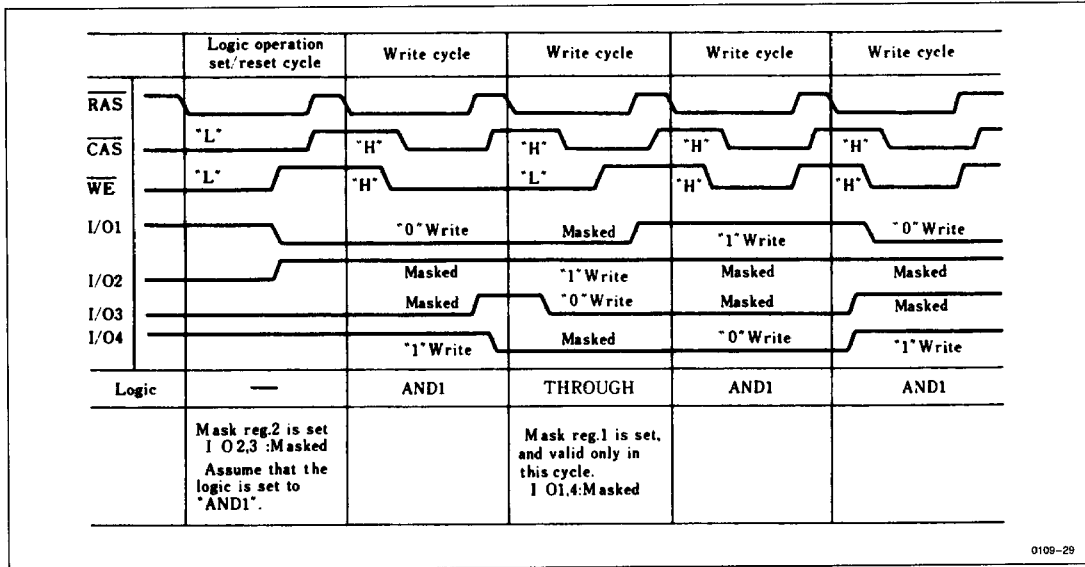 Logic operation set/reset cycle
Write cycle
Write cycle
Write cycle
Write cycle
RAS
CAS "L" "H" "H" "H" "H"
WE "L" "H" "L" "H" "H"
I/O1 "0" Write Masked "1" Write "0" Write
I/O2 Masked "1" Write Masked Masked
I/O3 Masked "0" Write Masked Masked
I/O4 "1" Write Masked "0" Write "1" Write
Logic — AND1 THROUGH AND1 AND1
Mask reg.2 is set
I O2,3 :Masked
Assume that the
logic is set to
"AND1".
Mask reg.1 is set,
and valid only in
this cycle.
I O1,4:Masked
0109-29